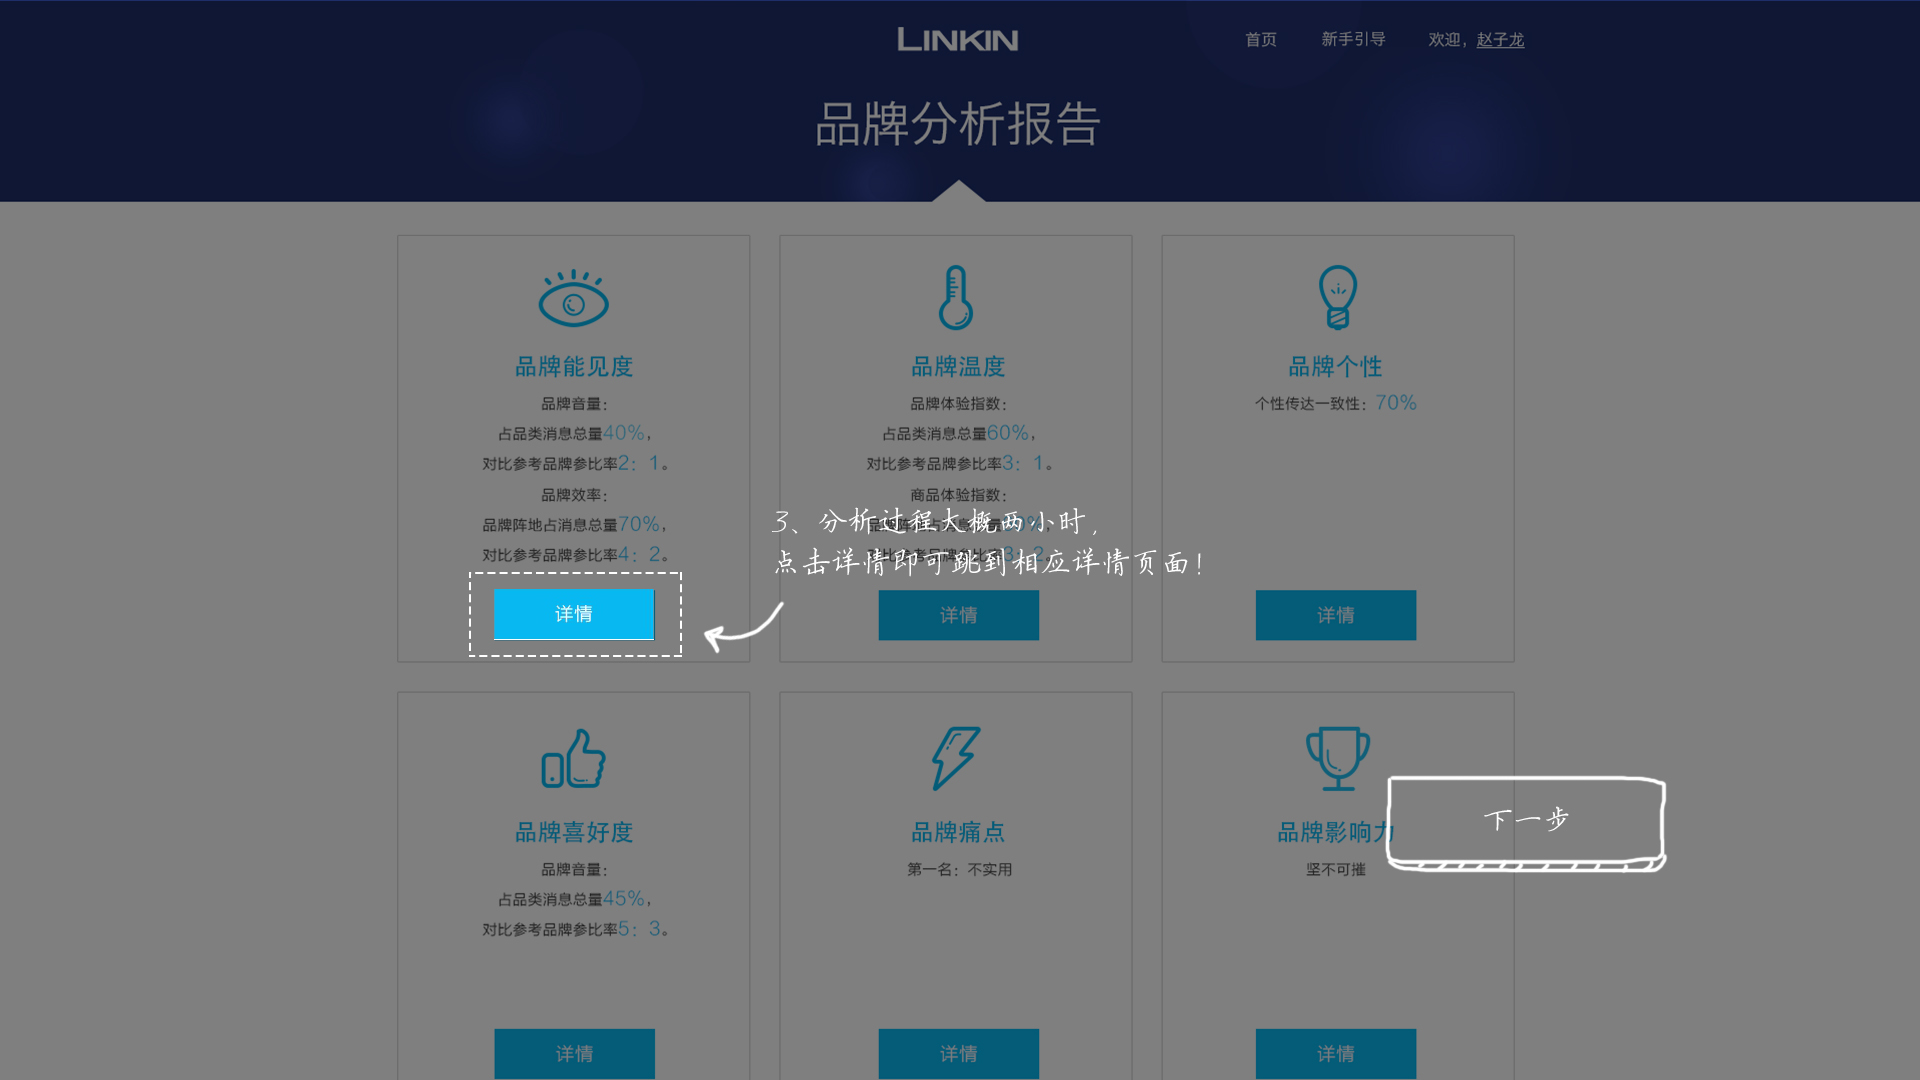 LINKIN
首页
新手引导
欢迎，赵子龙
品牌分析报告
品牌能见度
品牌音量：
占品类消息总量40%，
对比参考品牌参比率2：1。
品牌效率：
品牌阵地占消息总量70%，
对比参考品牌参比率4：2。
详情
品牌温度
品牌体验指数：
占品类消息总量60%，
对比参考品牌参比率3：1。
商品体验指数：
详情
品牌个性
个性传达一致性：70%
详情
3、分析过程大概两小时，
点击详情即可跳到相应详情页面！
品牌喜好度
品牌音量：
占品类消息总量45%，
对比参考品牌参比率5：3。
详情
品牌痛点
第一名：不实用
详情
品牌影响力
坚不可摧
详情
下一步